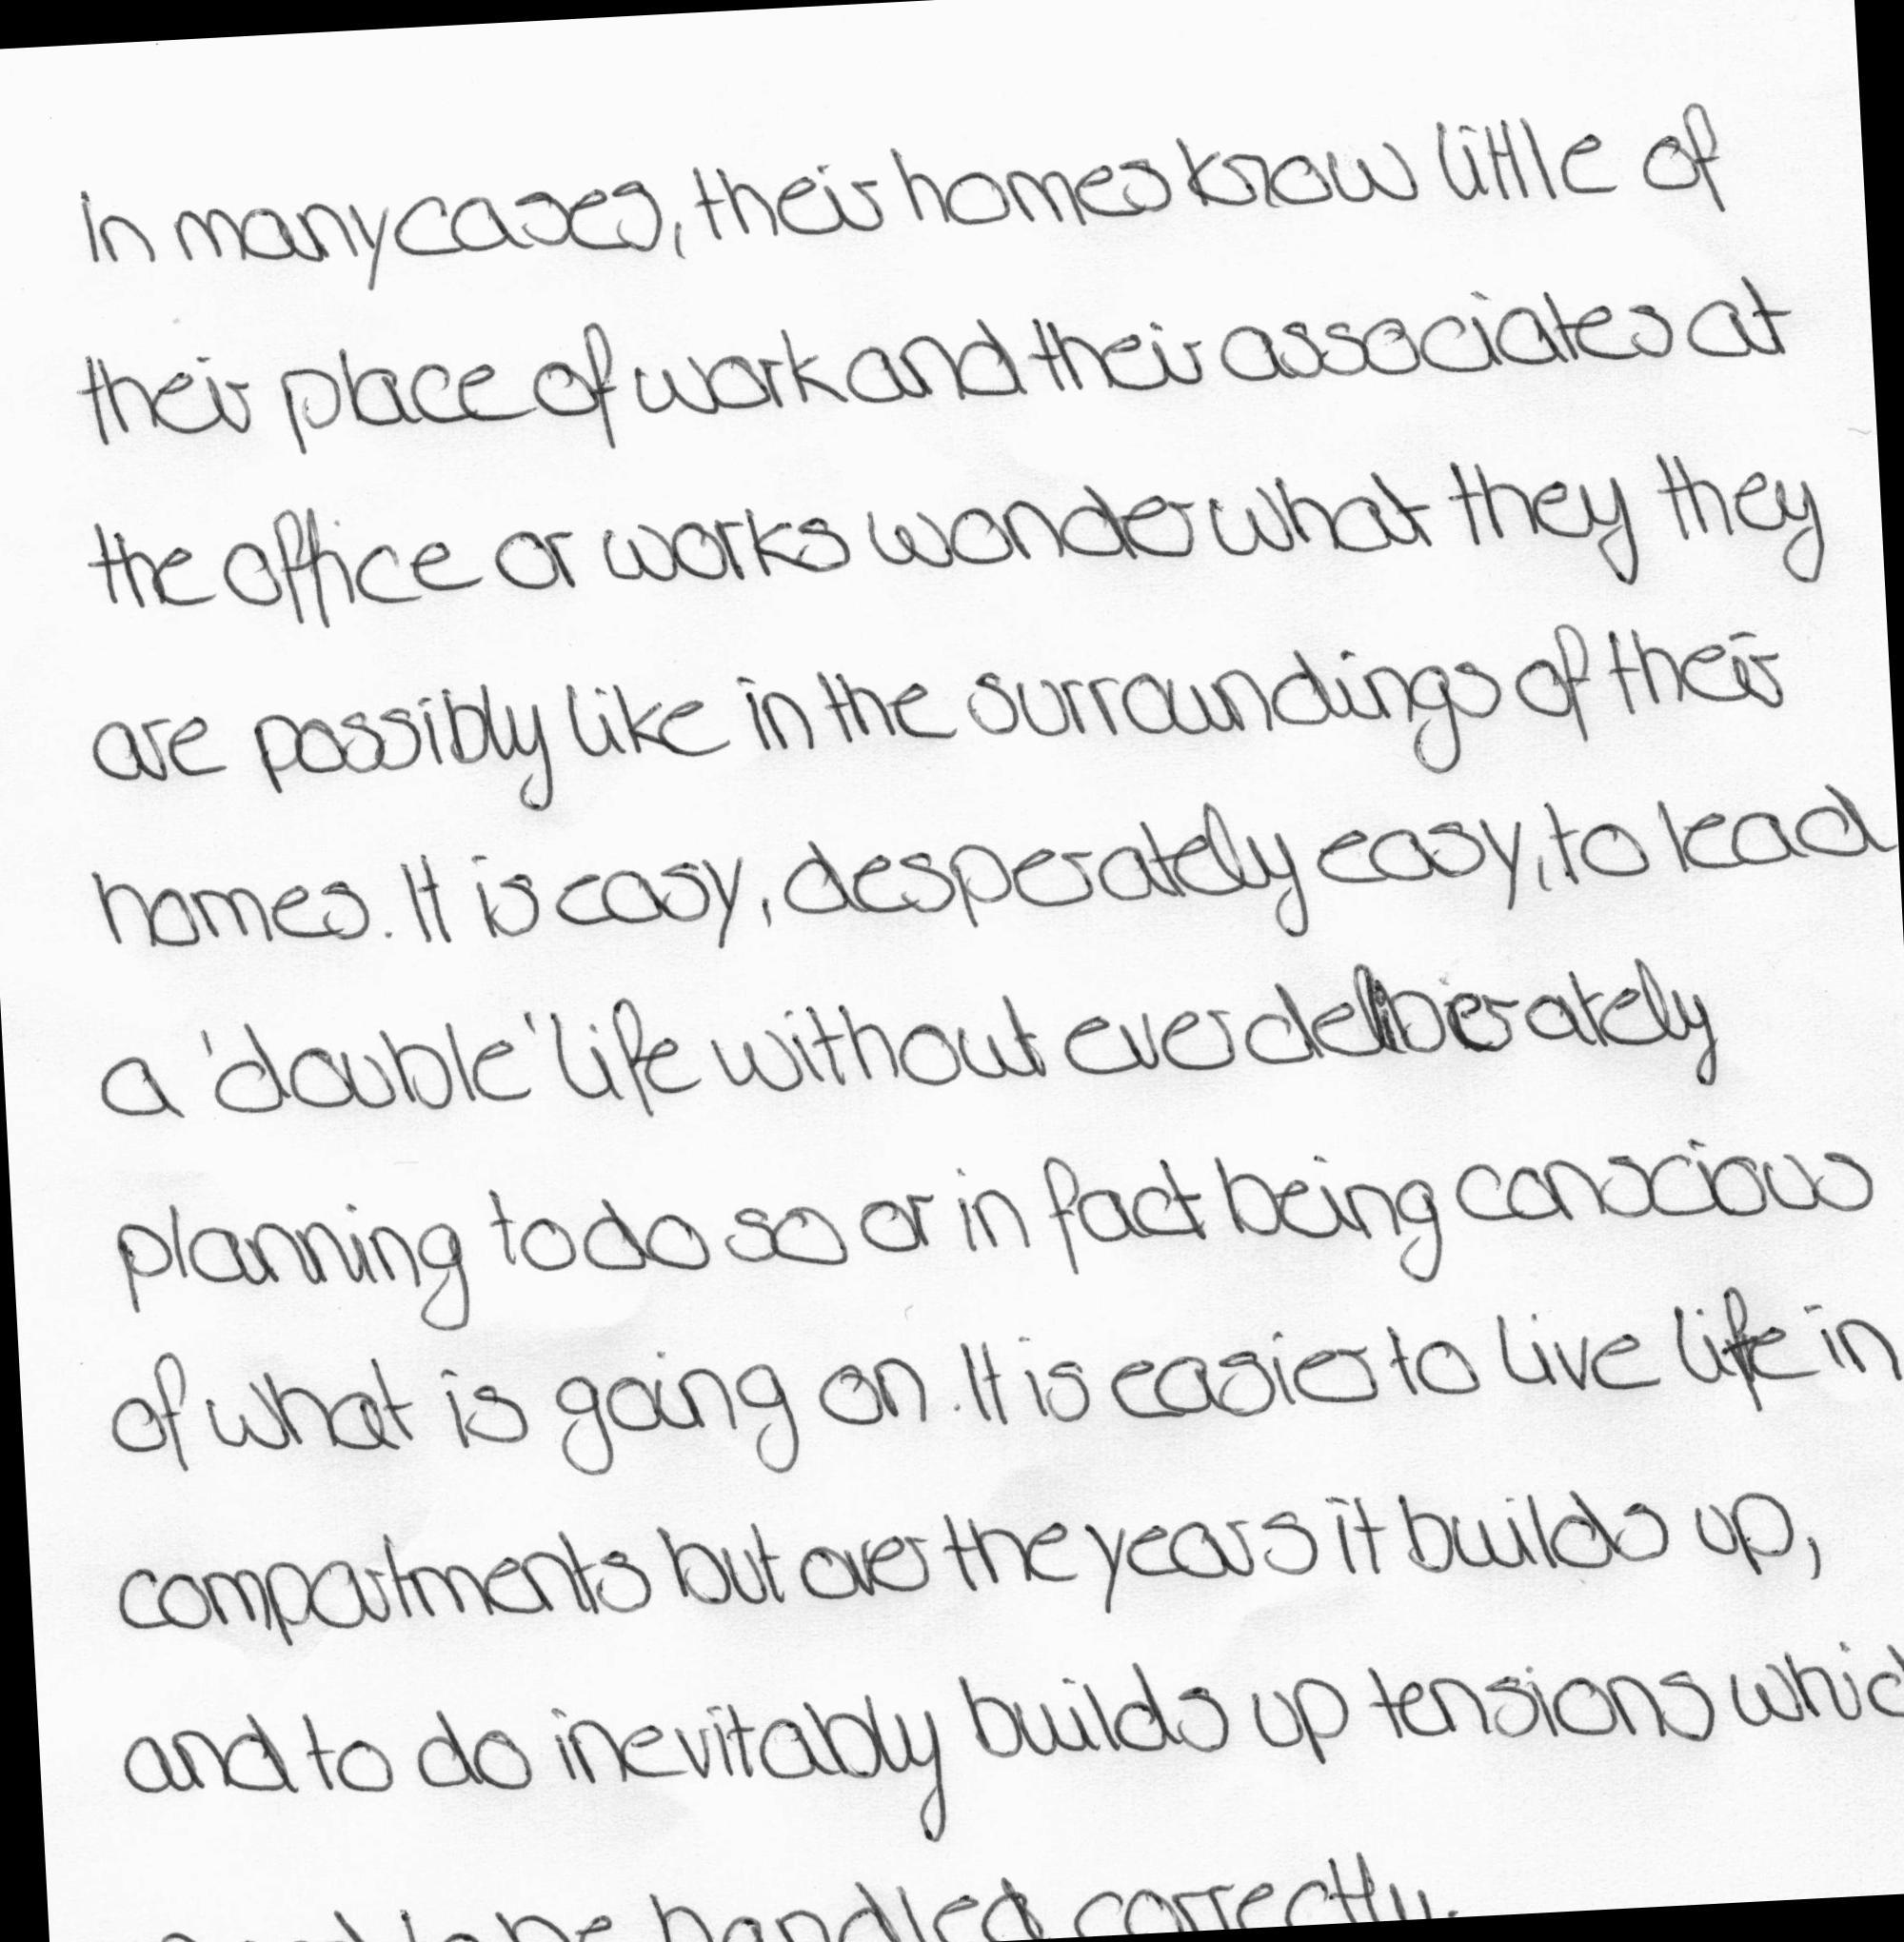 In many cases, their homes know little of
their place of work and their associates at
the office or works wonder what they they
are possibly like in the surroundings of their
homes. It is easy, desperately easy, to lead
a 'double' life without ever deliberately
planning to do so or in fact being conscious
of what is going on. It is easier to live life in
compartments but over the years it builds up,
and to do inevitably builds up tensions whic
to be handled correctly.